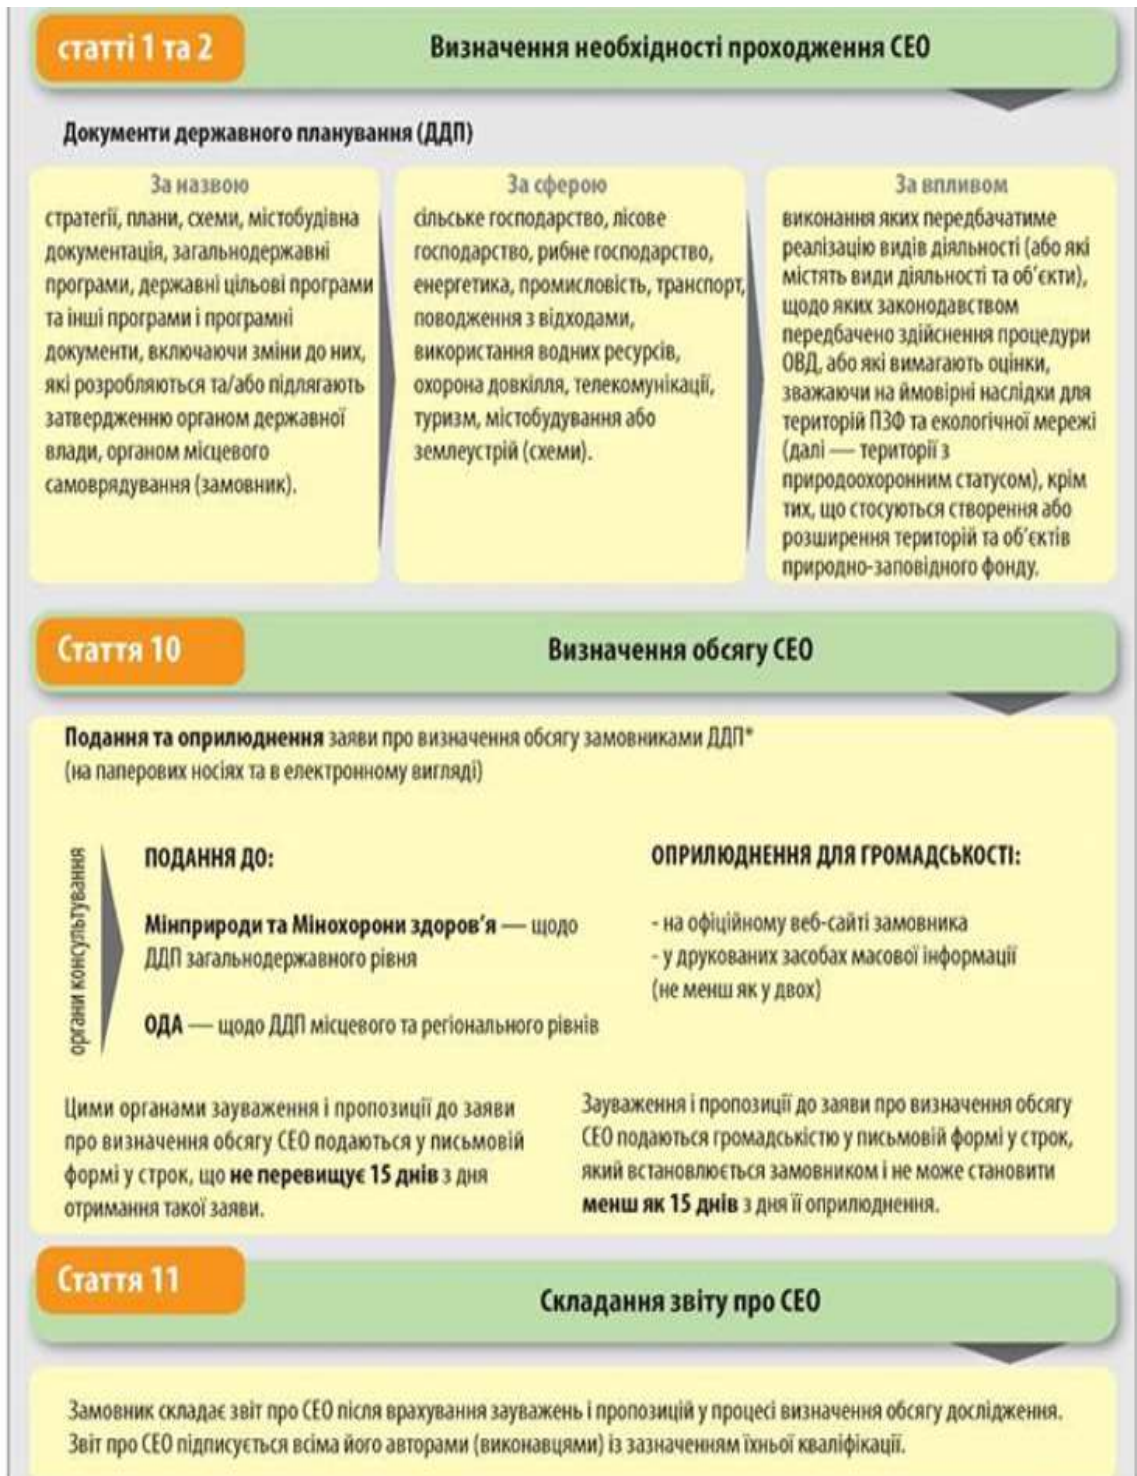 статті 1 та 2
Визначення необхідності проходження СЕО
Документи державного планування (ДДП)
За назвою
стратегії, плани, схеми, містобудівна
документація, загальнодержавні
програми, державні цільові програми
та інші програми і програмні
документи, включаючи зміни до них,
які розробляються та/або підлягають
затвердженню органом державної
влади, органом місцевого
самоврядування (замовник).
За сферою
сільське господарство, лісове
господарство, рибне господарство,
енергетика, промисловість, транспорт,
поводження з відходами,
використання водних ресурсів,
охорона довкілля, телекомунікації,
туризм, містобудування або
землеустрій (схеми).
За впливом
виконання яких передбачатиме
реалізацію видів діяльності (або які
містять види діяльності та об’єкти),
щодо яких законодавством
передбачено здійснення процедури
ОВД, або які вимагають оцінки,
зважаючи на ймовірні наслідки для
територій ПЗФ та екологічної мережі
(далі — території з
природоохоронним статусом), крім
тих, що стосуються створення або
розширення територій та об’єктів
природно-заповідного фонду.
Стаття 10
Визначення обсягу СЕО
Подання та оприлюднення заяви про визначення обсягу замовниками ДДП*
(на паперових носіях та в електронному вигляді)
органи консультування
ПОДАННЯ ДО:
Мінприроди та Мінохорони здоров’я — щодо
ДДП загальнодержавного рівня
ОДА — щодо ДДП місцевого та регіонального рівнів
ОПРИЛЮДНЕННЯ ДЛЯ ГРОМАДСЬКОСТІ:
- на офіційному веб-сайті замовника
- у друкованих засобах масової інформації
(не менш як у двох)
Цими органами зауваження і пропозиції до заяви
про визначення обсягу СЕО подаються у письмовій
формі у строк, що не перевищує 15 днів з дня
отримання такої заяви.
Зауваження і пропозиції до заяви про визначення обсягу
СЕО подаються громадськістю у письмовій формі у строк,
який встановлюється замовником і не може становити
менш як 15 днів з дня її оприлюднення.
Стаття 11
Складання звіту про СЕО
Замовник складає звіт про СЕО після врахування зауважень і пропозицій у процесі визначення обсягу дослідження.
Звіт про СЕО підписується всіма його авторами (виконавцями) із зазначенням їхньої кваліфікації.